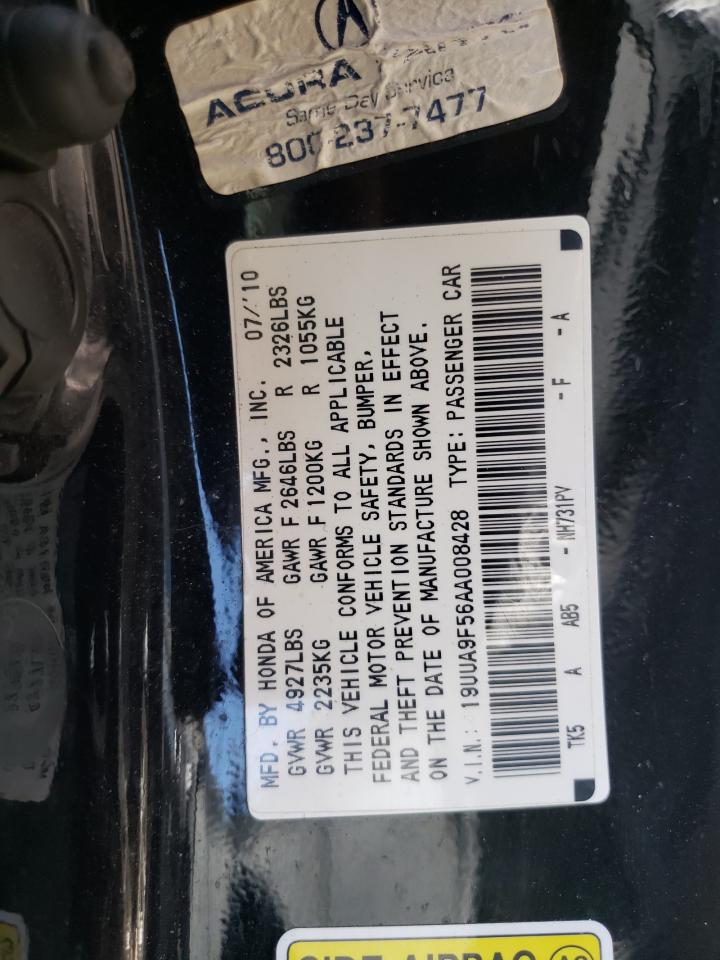 ACURA
Same Day Service
800-237-7477
MFD. BY HONDA OF AMERICA MFG., INC. 07/'10
GVWR 4927LBS GAWR F 2646LBS R 2326LBS
GVWR 2235KG GAWR F 1200KG R 1055KG
THIS VEHICLE CONFORMS TO ALL APPLICABLE
FEDERAL MOTOR VEHICLE SAFETY, BUMPER,
AND THEFT PREVENTION STANDARDS IN EFFECT
ON THE DATE OF MANUFACTURE SHOWN ABOVE.
V.I.N.: 19UUA9F56AA008428 TYPE: PASSENGER CAR
TK5 A AB5 - NH731PV - F - A
SIDE AIRBAG